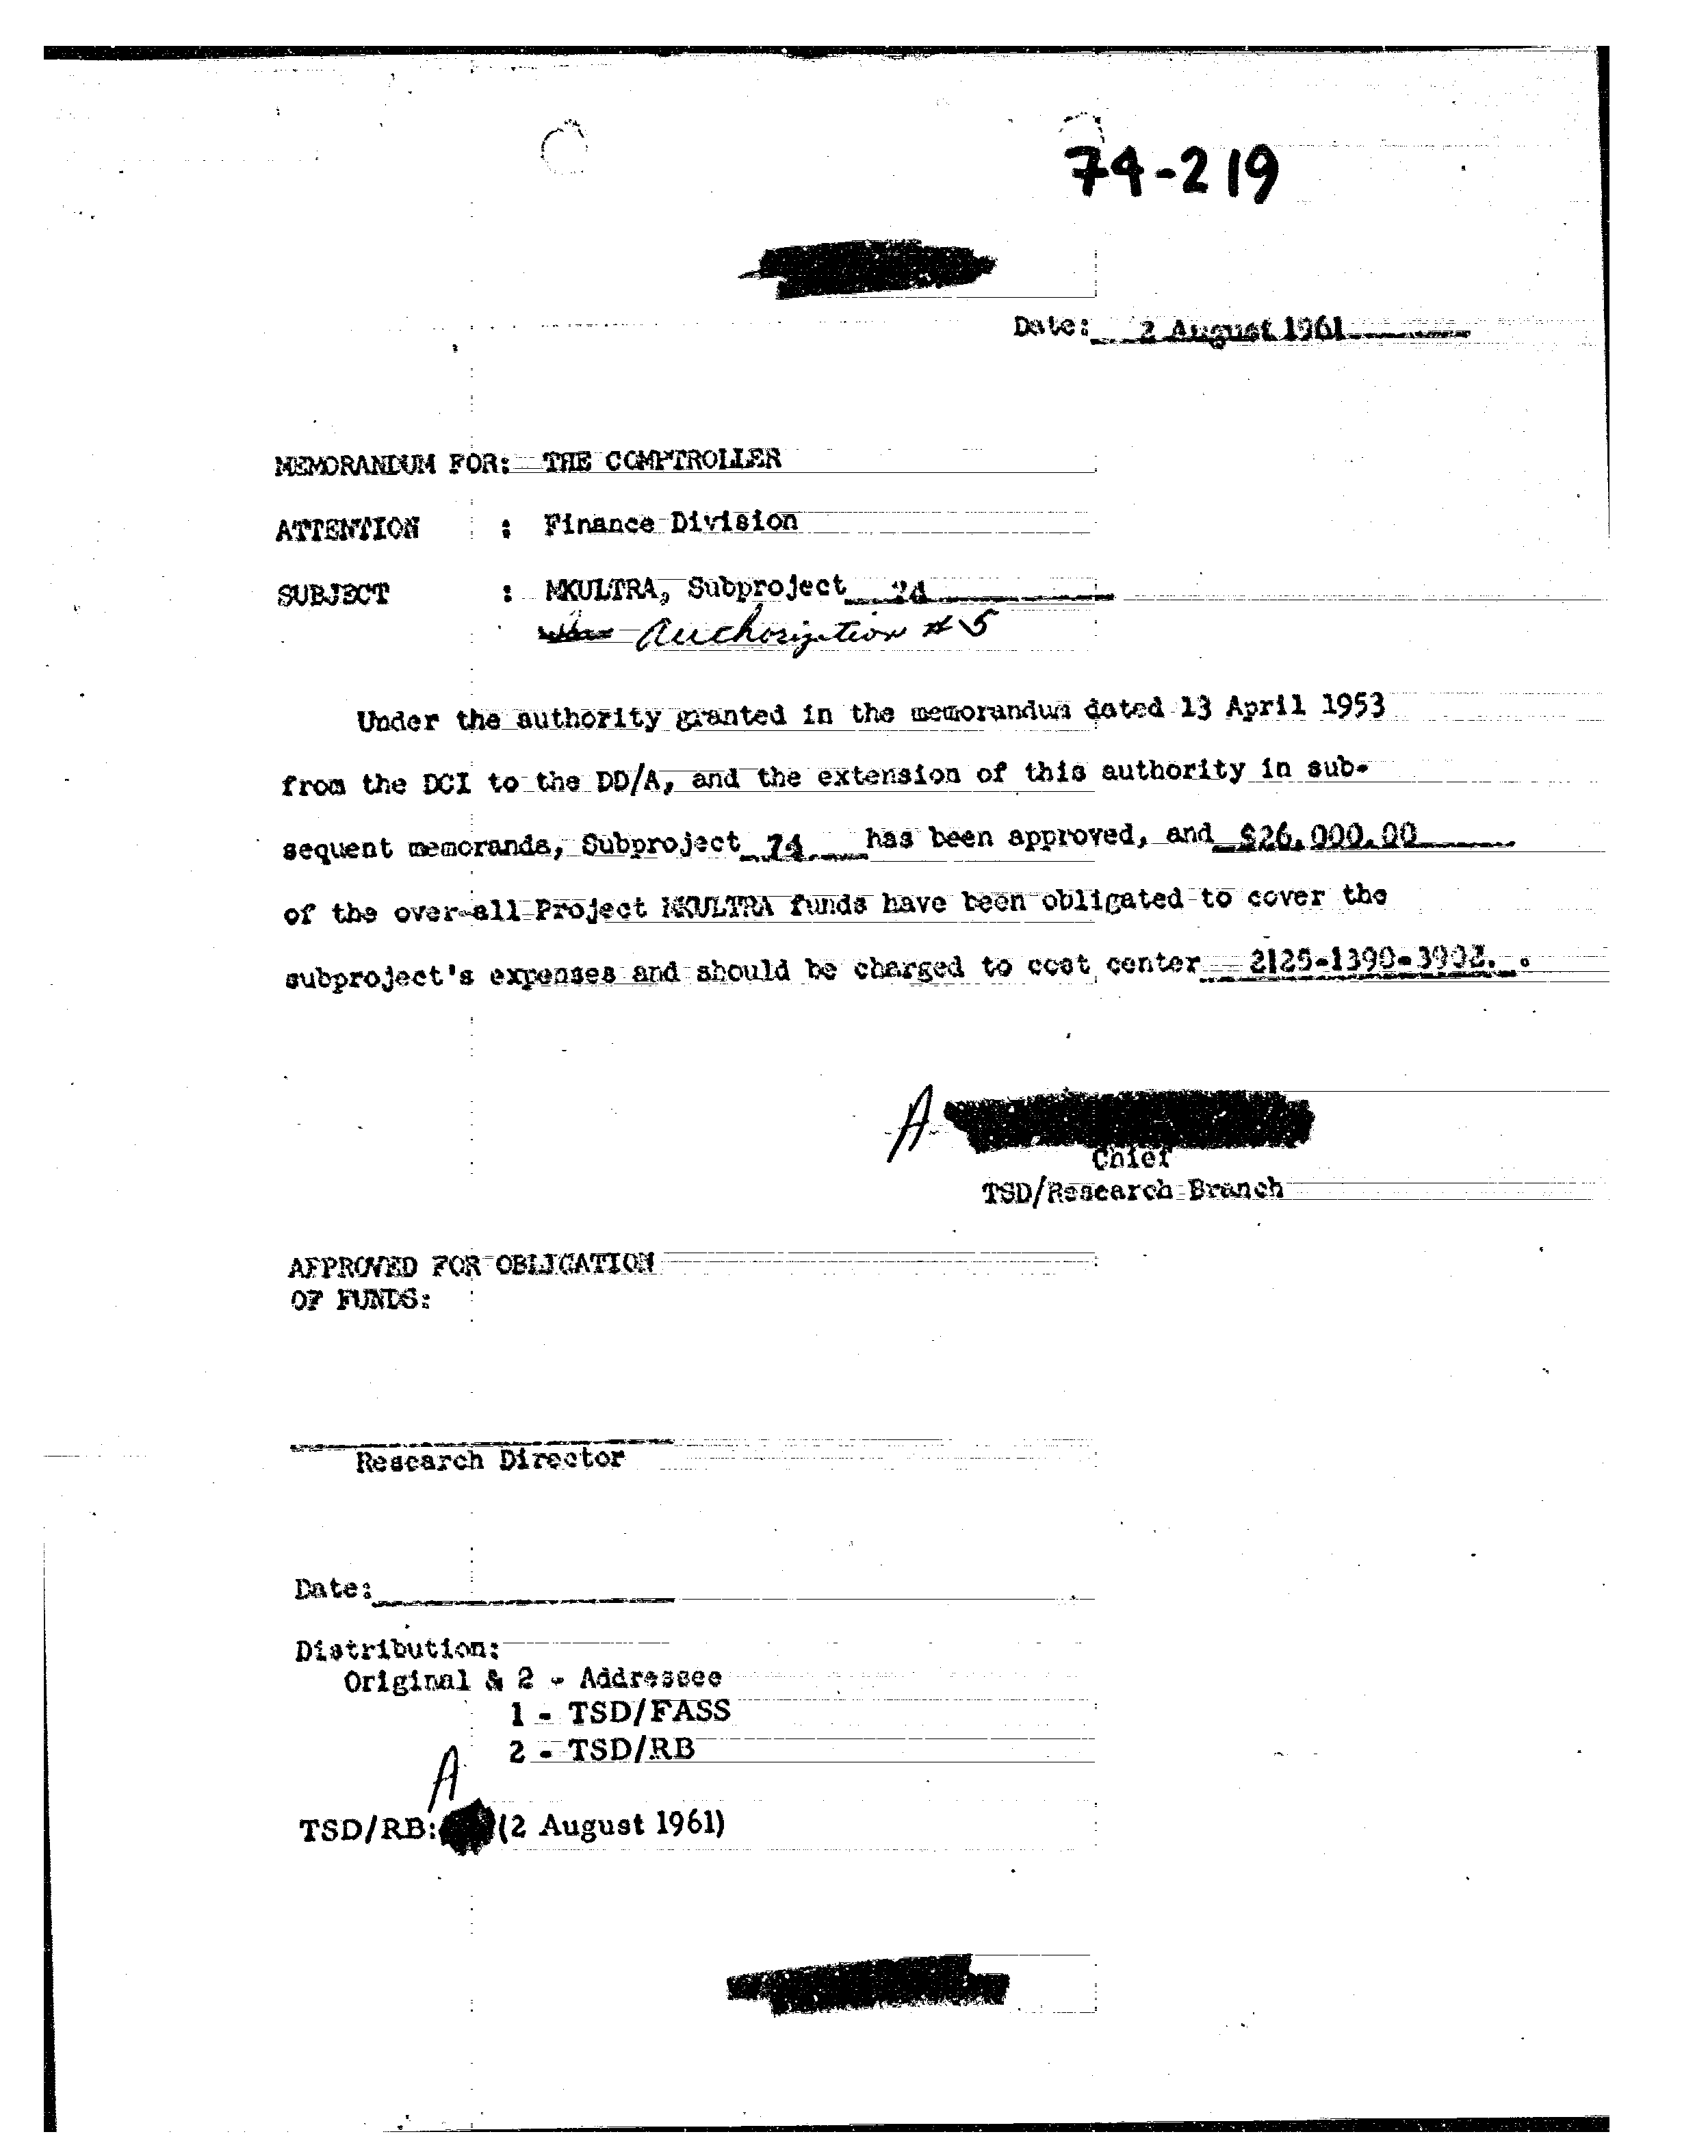 74-219
Date: 2 August 1961
MEMORANDUM FOR: THE COMPTROLLER
ATTENTION : Finance Division
SUBJECT : MKULTRA, Subproject 74
Authorization # 5
Under the authority granted in the memorandum dated 13 April 1953
from the DCI to the DD/A, and the extension of this authority in sub-
sequent memoranda, Subproject 74 has been approved, and $26,000.00
of the over-all Project MKULTRA funds have been obligated to cover the
subproject's expenses and should be charged to cost center 2125-1390-3902. .
A
Chief
TSD/Research Branch
APPROVED FOR OBLIGATION
OF FUNDS:
Research Director
Date:
Distribution:
Original & 2 - Addressee
1 - TSD/FASS
2 - TSD/RB
A
TSD/RB: (2 August 1961)